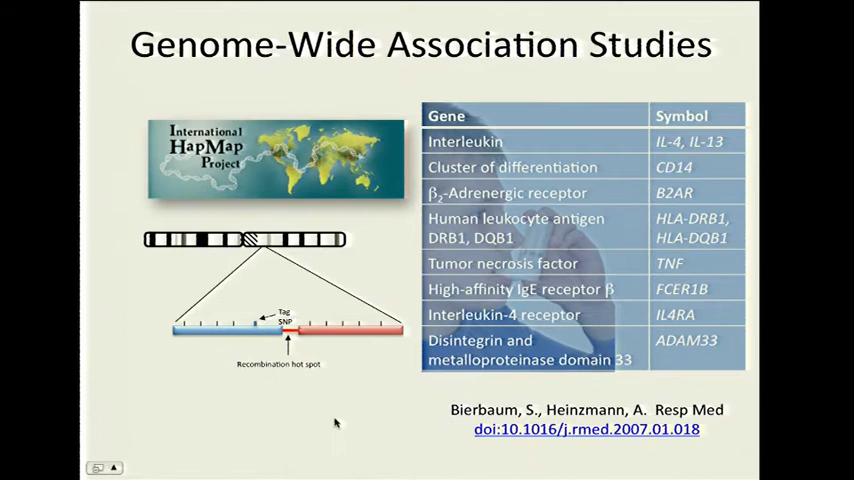 Genome-Wide Association Studies
International
HapMap
Project
Tag
SNP
Recombination hot spot
Gene Symbol
Interleukin IL-4, IL-13
Cluster of differentiation CD14
β2-Adrenergic receptor B2AR
Human leukocyte antigen HLA-DRB1,
DRB1, DQB1 HLA-DQB1
Tumor necrosis factor TNF
High-affinity IgE receptor β FCER1B
Interleukin-4 receptor IL4RA
Disintegrin and ADAM33
metalloproteinase domain 33
Bierbaum, S., Heinzmann, A. Resp Med
doi:10.1016/j.rmed.2007.01.018